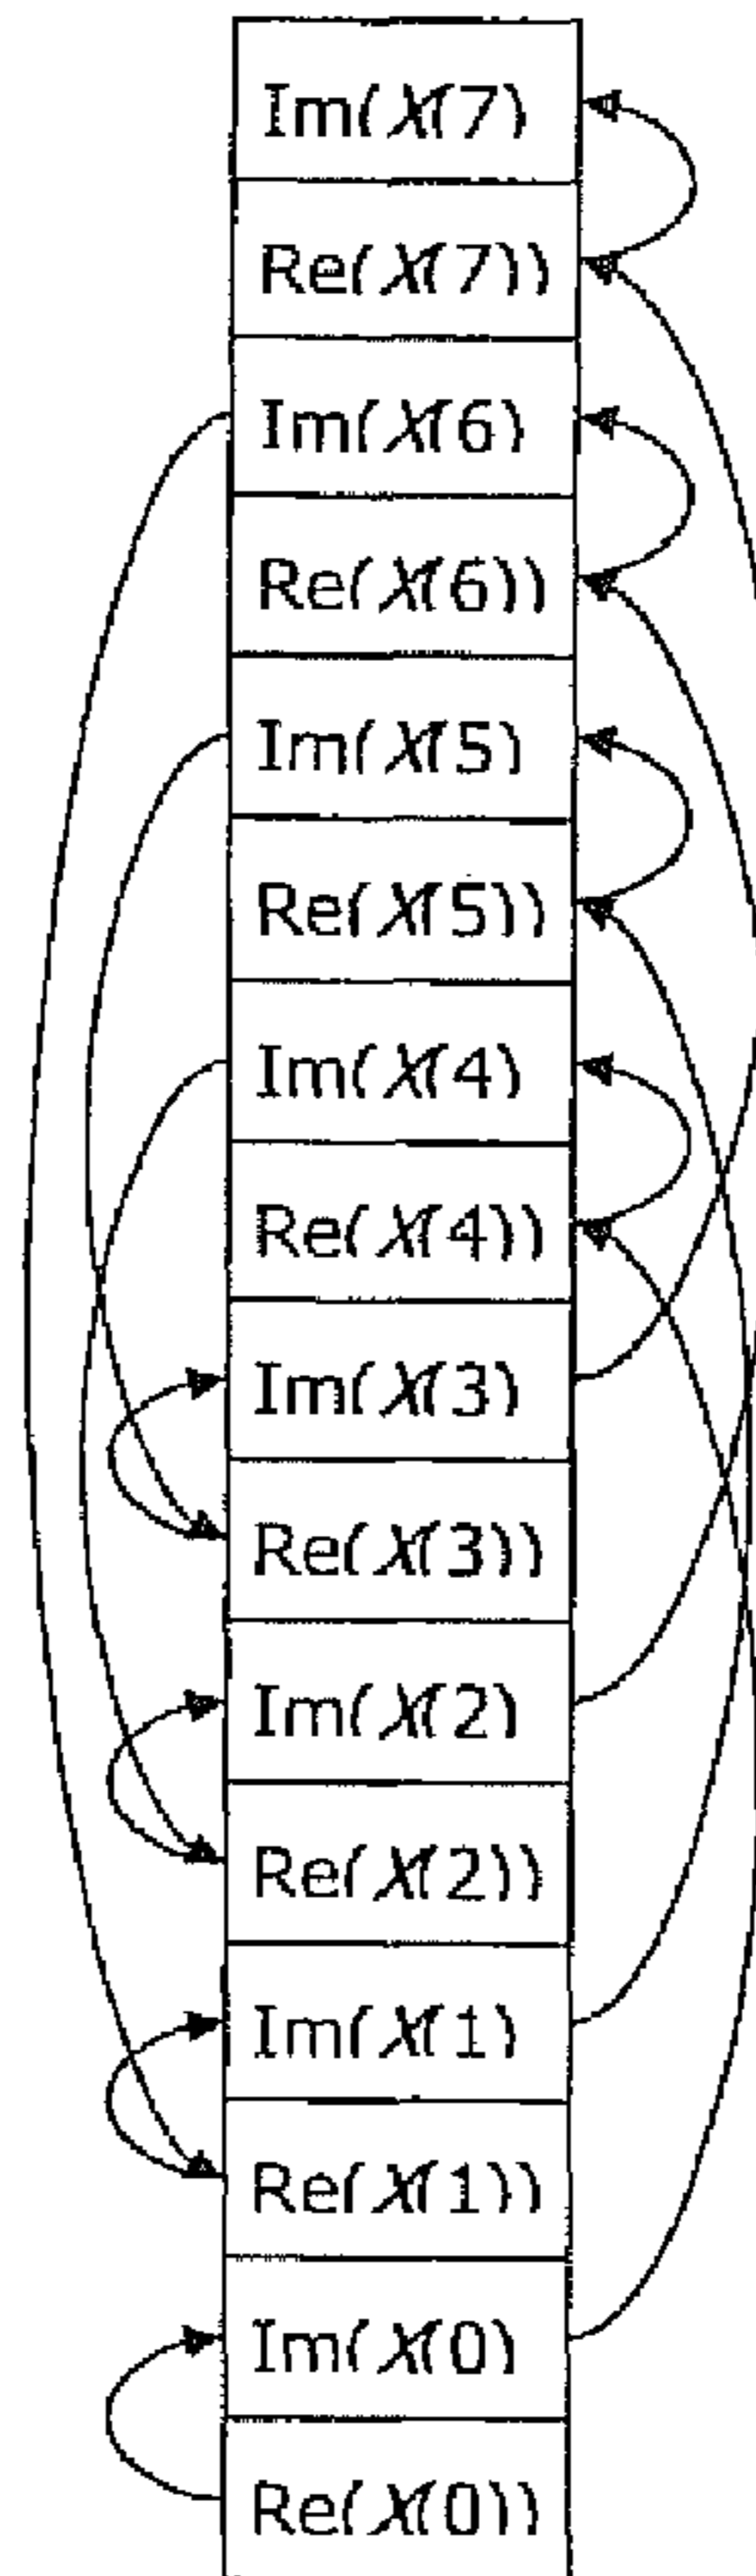 Im(X(7)
Re(X(7))
Im(X(6)
Re(X(6))
Im(X(5)
Re(X(5))
Im(X(4)
Re(X(4))
Im(X(3)
Re(X(3))
Im(X(2)
Re(X(2))
Im(X(1)
Re(X(1))
Im(X(0)
Re(X(0))